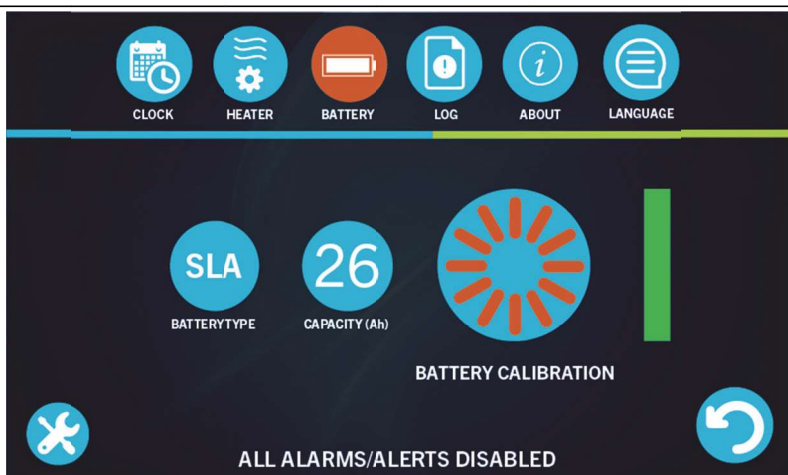 CLOCK HEATER BATTERY LOG ABOUT LANGUAGE
SLA 26
BATTERYTYPE CAPACITY (Ah)
BATTERY CALIBRATION
ALL ALARMS/ALERTS DISABLED